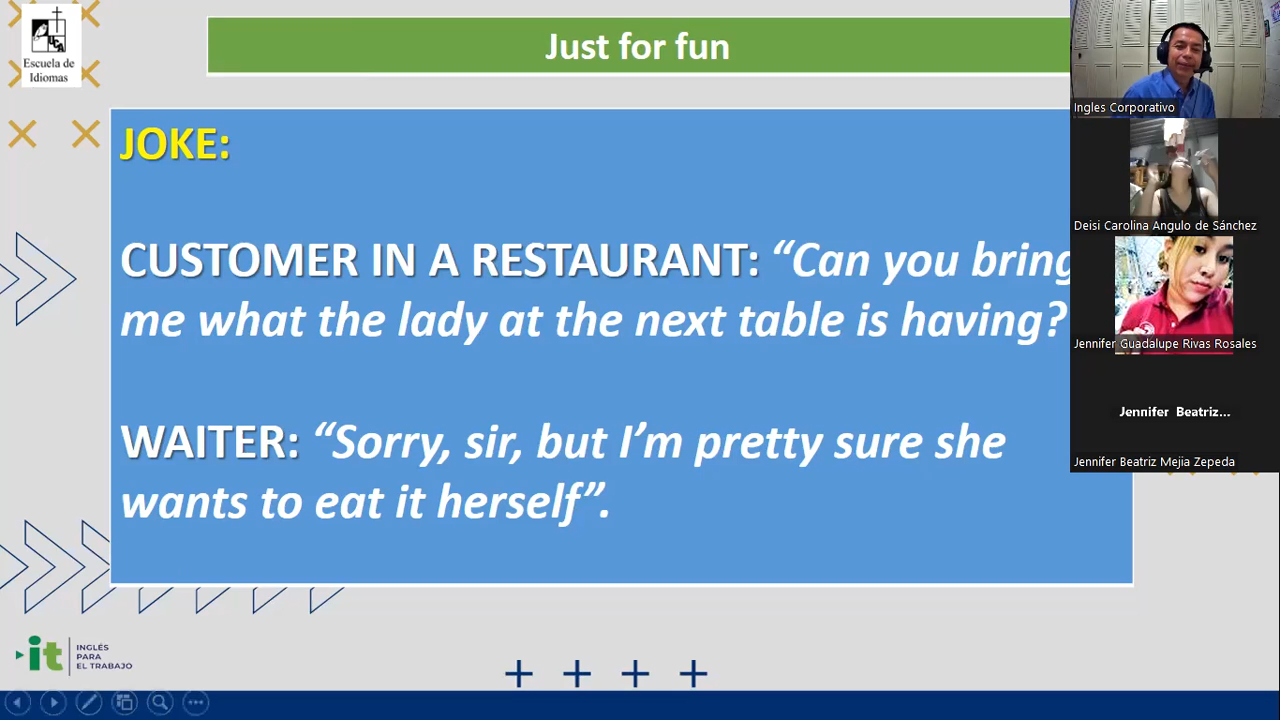 UCA
Escuela de
Idiomas
Just for fun
JOKE:
CUSTOMER IN A RESTAURANT: “Can you bring
me what the lady at the next table is having?
WAITER: “Sorry, sir, but I’m pretty sure she
wants to eat it herself”.
it
INGLÉS
PARA
EL TRABAJO
Ingles Corporativo
Deisi Carolina Angulo de Sánchez
Jennifer Guadalupe Rivas Rosales
Jennifer Beatriz...
Jennifer Beatriz Mejia Zepeda